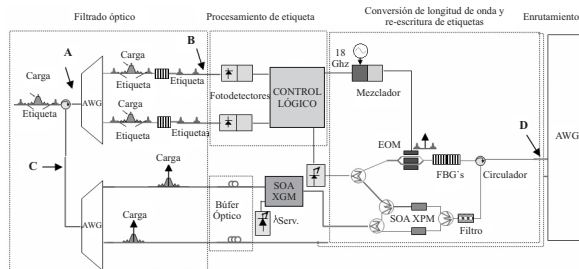 Filtrado óptico
Procesamiento de etiqueta
Conversión de longitud de onda y
re-escritura de etiquetas
Enrutamiento
A
B
Carga
Etiqueta
Carga
Etiqueta
AWG
Carga
Etiqueta
Etiqueta
Fotodetectores
CONTROL
LÓGICO
18
Ghz
Mezclador
EOM
FBG`s
Circulador
D
AWG
C
AWG
Carga
Carga
Búfer
Óptico
SOA
XGM
λServ.
SOA XPM
Filtro